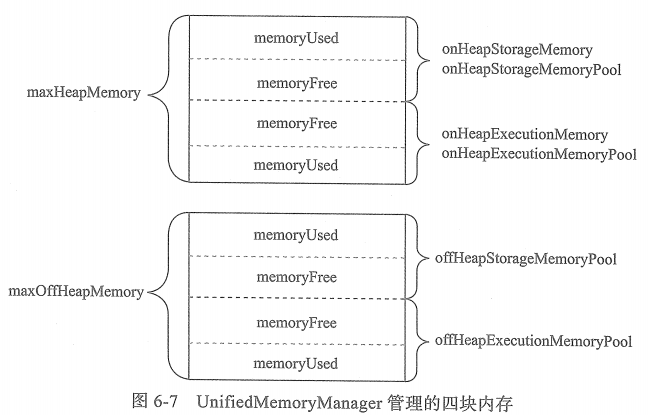 memoryUsed
memoryFree
memoryFree
memoryUsed
maxHeapMemory
onHeapStorageMemory
onHeapStorageMemoryPool
onHeapExecutionMemory
onHeapExecutionMemoryPool
memoryUsed
memoryFree
memoryFree
memoryUsed
maxOffHeapMemory
offHeapStorageMemoryPool
offHeapExecutionMemoryPool
图 6-7 UnifiedMemoryManager 管理的四块内存